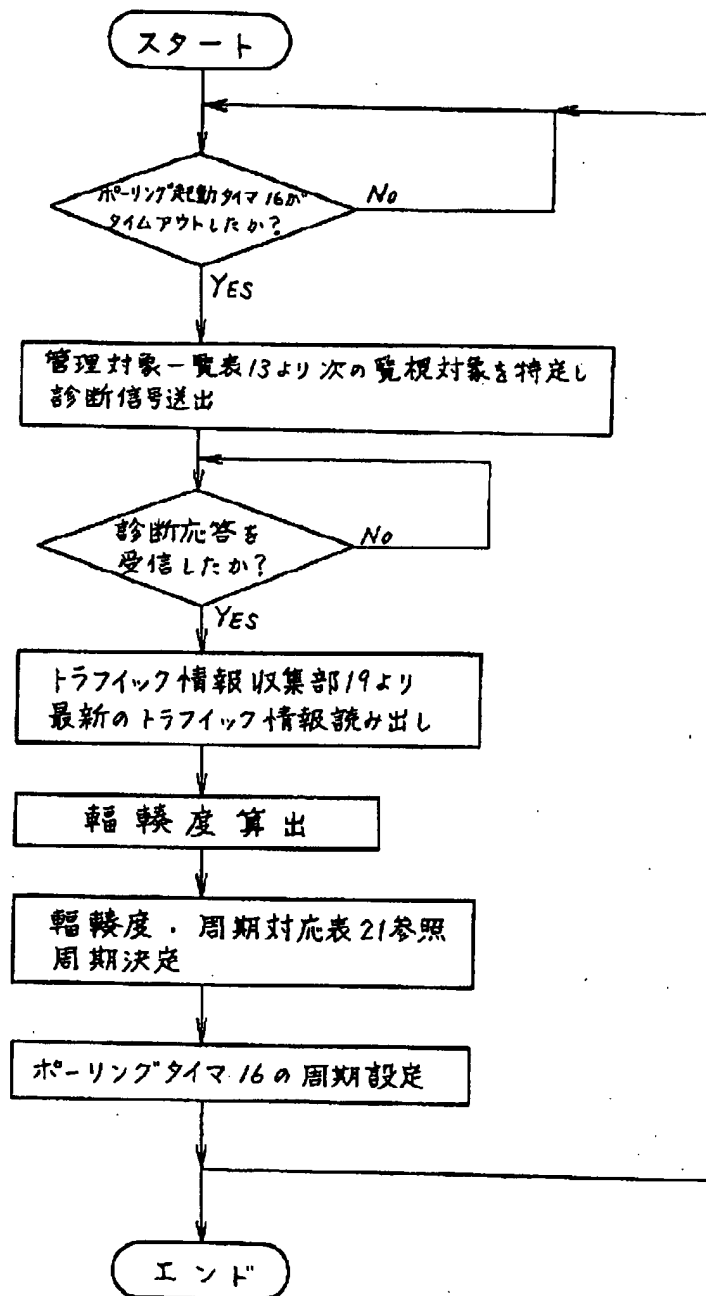 スタート
ポーリング起動タイマ16が
タイムアウトしたか?
No
YES
管理対象一覧表13より次の覧視対象を特定し
診断信号送出
診断応答を
受信したか?
No
YES
トラフイック情報収集部19より
最新のトラフイック情報読み出し
輻輳度算出
輻輳度・周期対応表21参照
周期決定
ポーリングタイマ16の周期設定
エンド